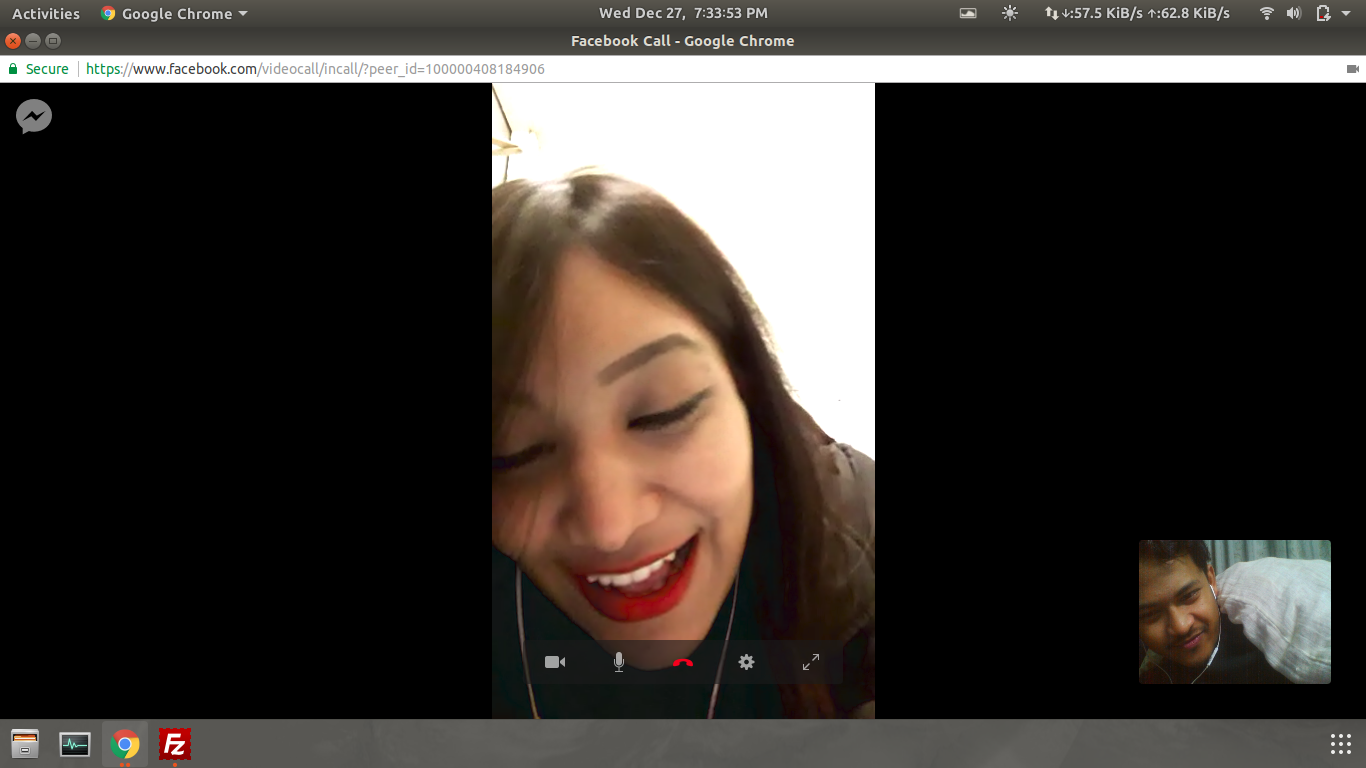 Activities Google Chrome Wed Dec 27, 7:33:53 PM ↓:57.5 KiB/s ↑:62.8 KiB/s
Facebook Call - Google Chrome
Secure https://www.facebook.com/videocall/incall/?peer_id=100000408184906
Fz